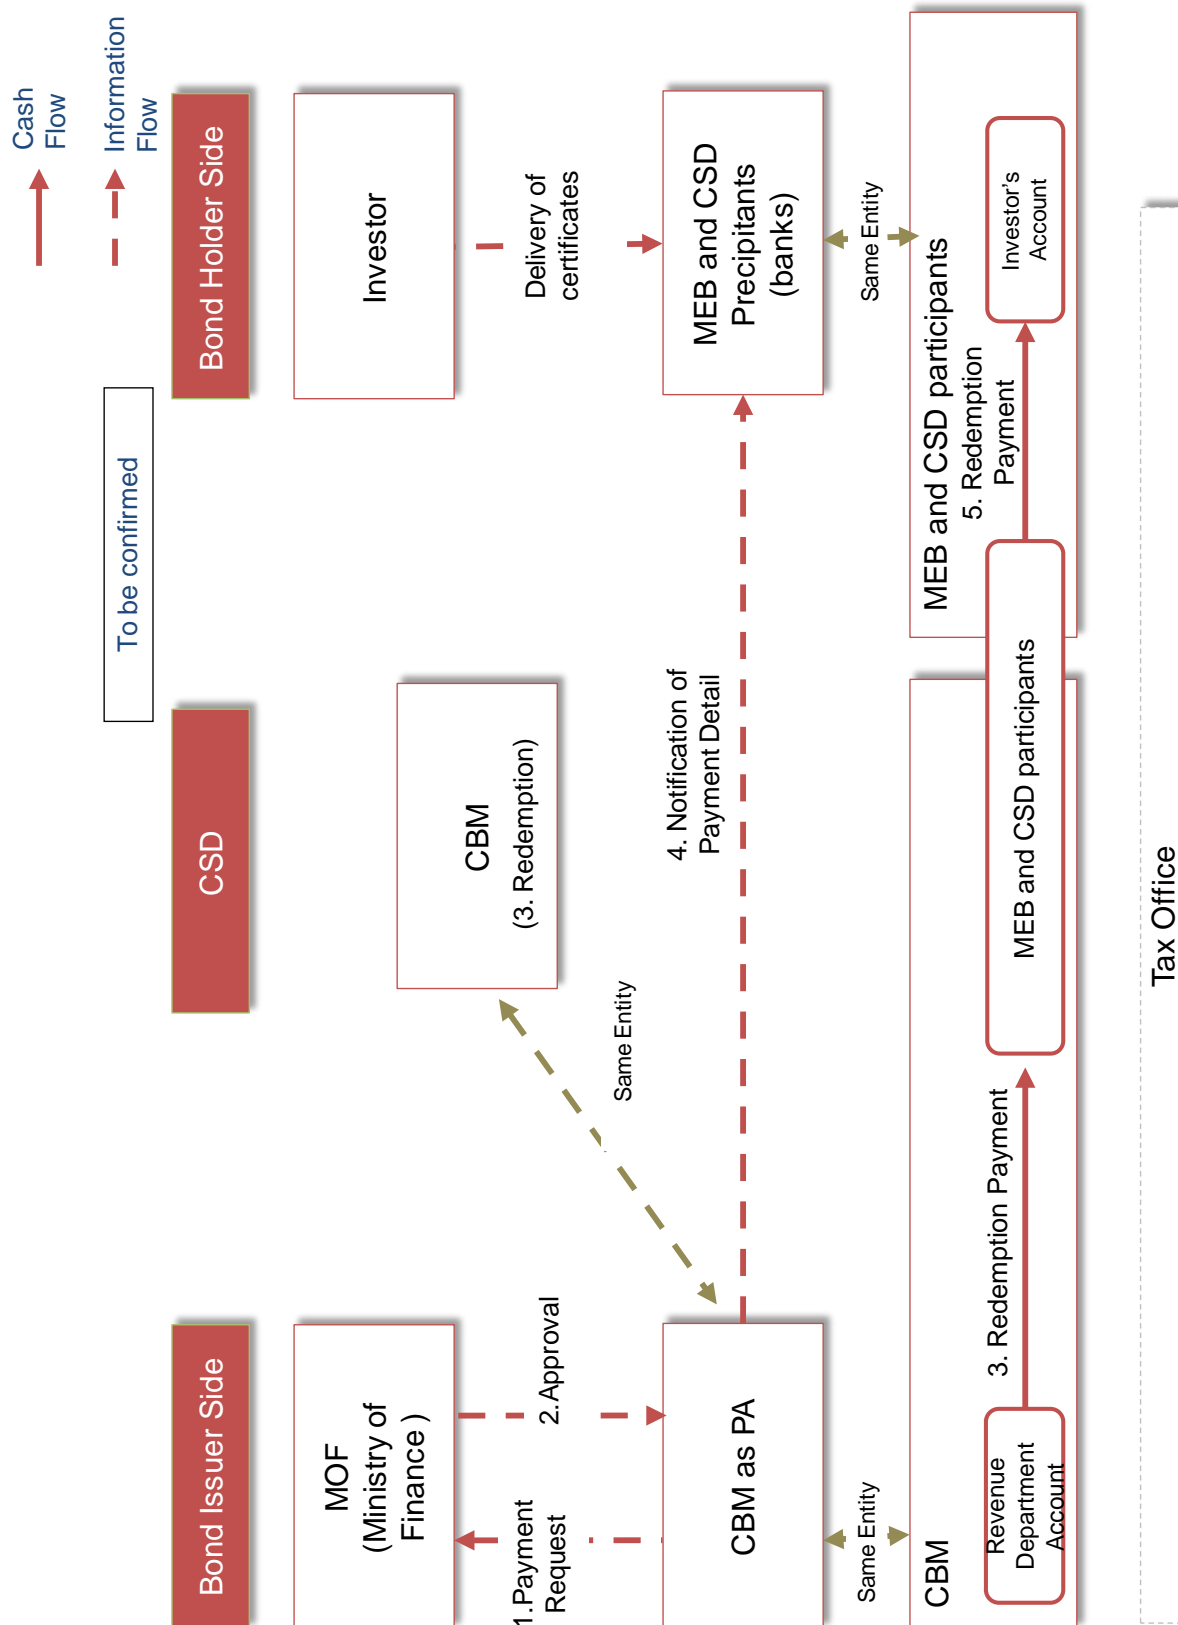 Cash
Flow
Information
Flow
To be confirmed
Bond Issuer Side
CSD
Bond Holder Side
MOF
(Ministry of
Finance )
CBM
(3. Redemption)
Investor
1.Payment
Request
2.Approval
Same Entity
Delivery of
certificates
CBM as PA
4. Notification of
Payment Detail
MEB and CSD
Precipitants
(banks)
Same Entity
Same Entity
CBM
MEB and CSD participants
Revenue
Department
Account
3. Redemption Payment
MEB and CSD participants
5. Redemption
Payment
Investor's
Account
Tax Office